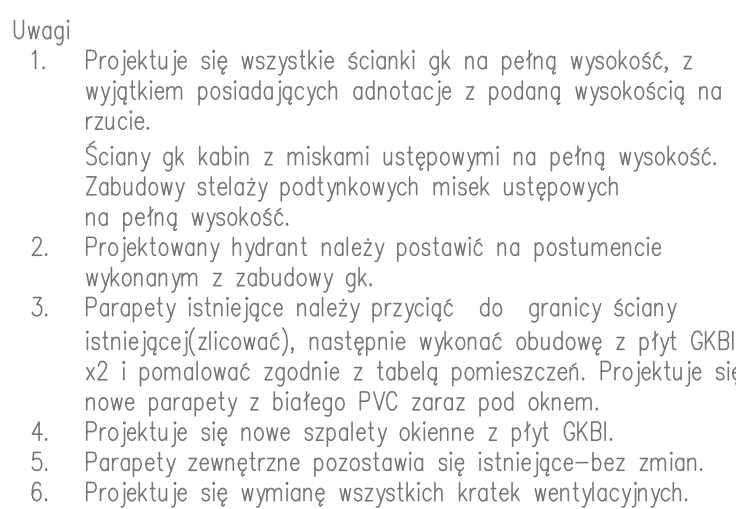 Uwagi
1. Projektuje się wszystkie ścianki gk na pełną wysokość, z
wyjątkiem posiadających adnotacje z podaną wysokością na
rzucie.
Ściany gk kabin z miskami ustępowymi na pełną wysokość.
Zabudowy stelaży podtynkowych misek ustępowych
na pełną wysokość.
2. Projektowany hydrant należy postawić na postumencie
wykonanym z zabudowy gk.
3. Parapety istniejące należy przyciąć do granicy ściany
istniejącej(zlicować), następnie wykonać obudowę z płyt GKBI
x2 i pomalować zgodnie z tabelą pomieszczeń. Projektuje się
nowe parapety z białego PVC zaraz pod oknem.
4. Projektuje się nowe szpalety okienne z płyt GKBI.
5. Parapety zewnętrzne pozostawia się istniejące–bez zmian.
6. Projektuje się wymianę wszystkich kratek wentylacyjnych.